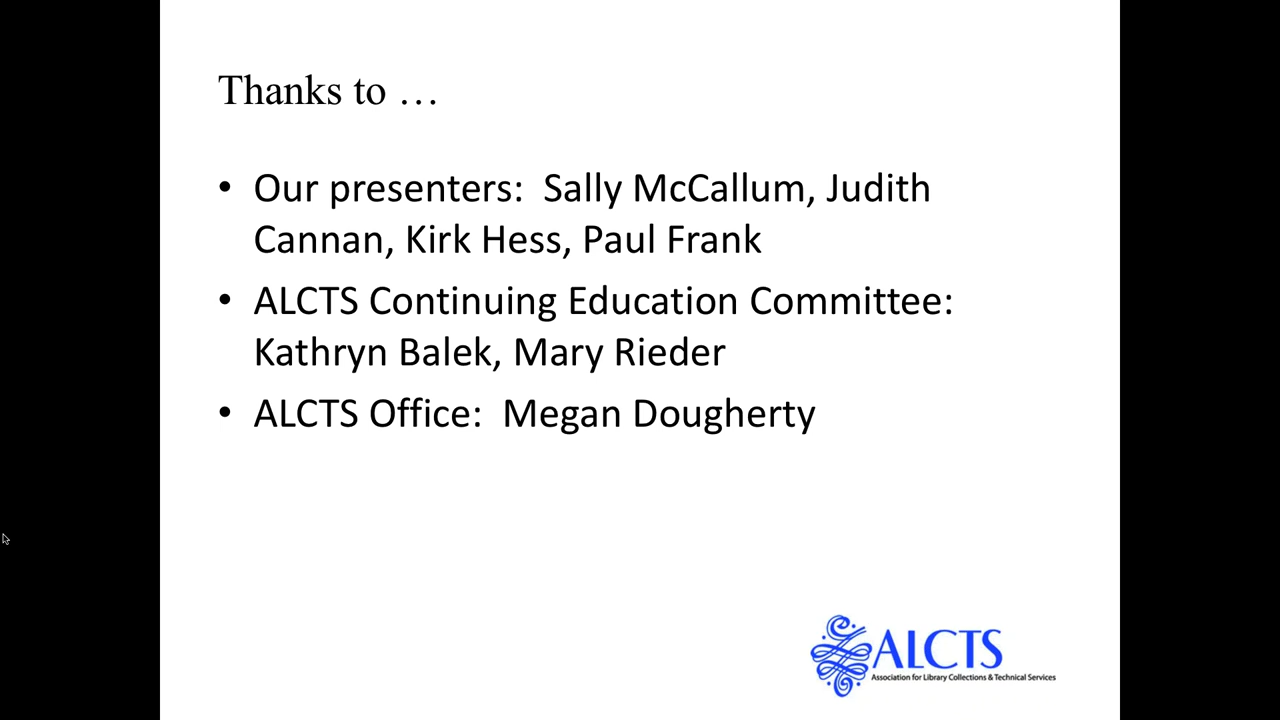 Thanks to …
• Our presenters:  Sally McCallum, Judith
Cannan, Kirk Hess, Paul Frank
• ALCTS Continuing Education Committee:
Kathryn Balek, Mary Rieder
• ALCTS Office:  Megan Dougherty
ALCTS
Association for Library Collections & Technical Services